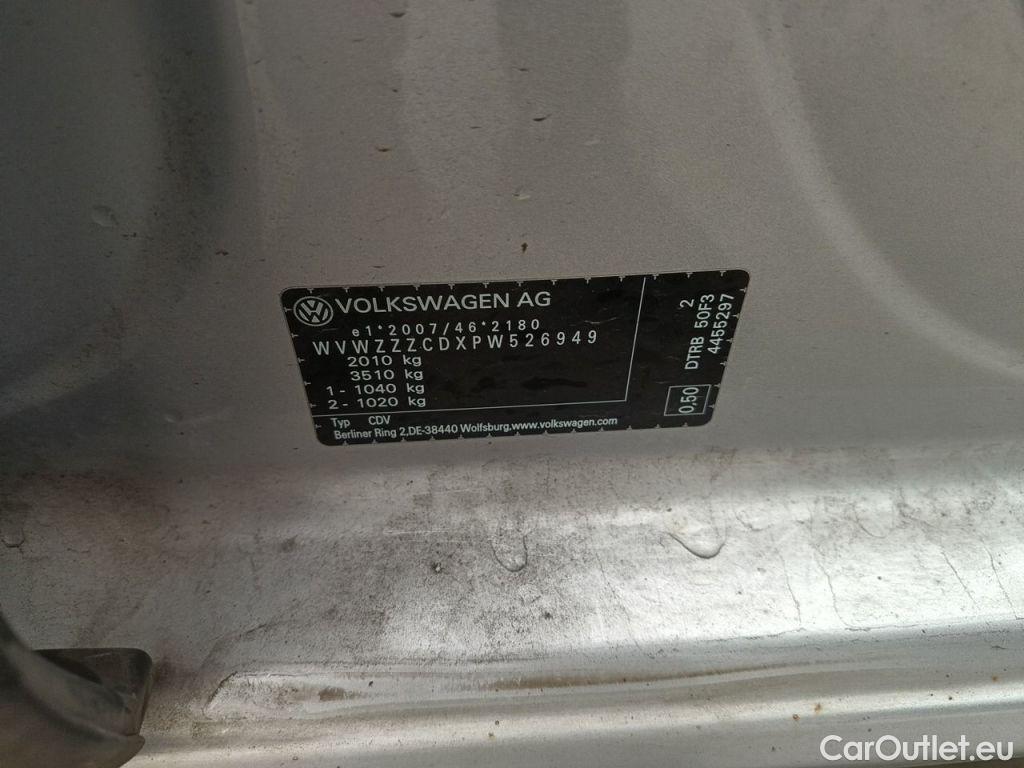 VOLKSWAGEN AG
e1*2007/46*2180
WVWZZZCDXPW526949
2010 kg
3510 kg
1 - 1040 kg
2 - 1020 kg
Typ CDV
Berliner Ring 2,DE-38440 Wolfsburg.www.volkswagen.com
2
DTRB 50F3
4455297
0,50
CarOutlet.eu